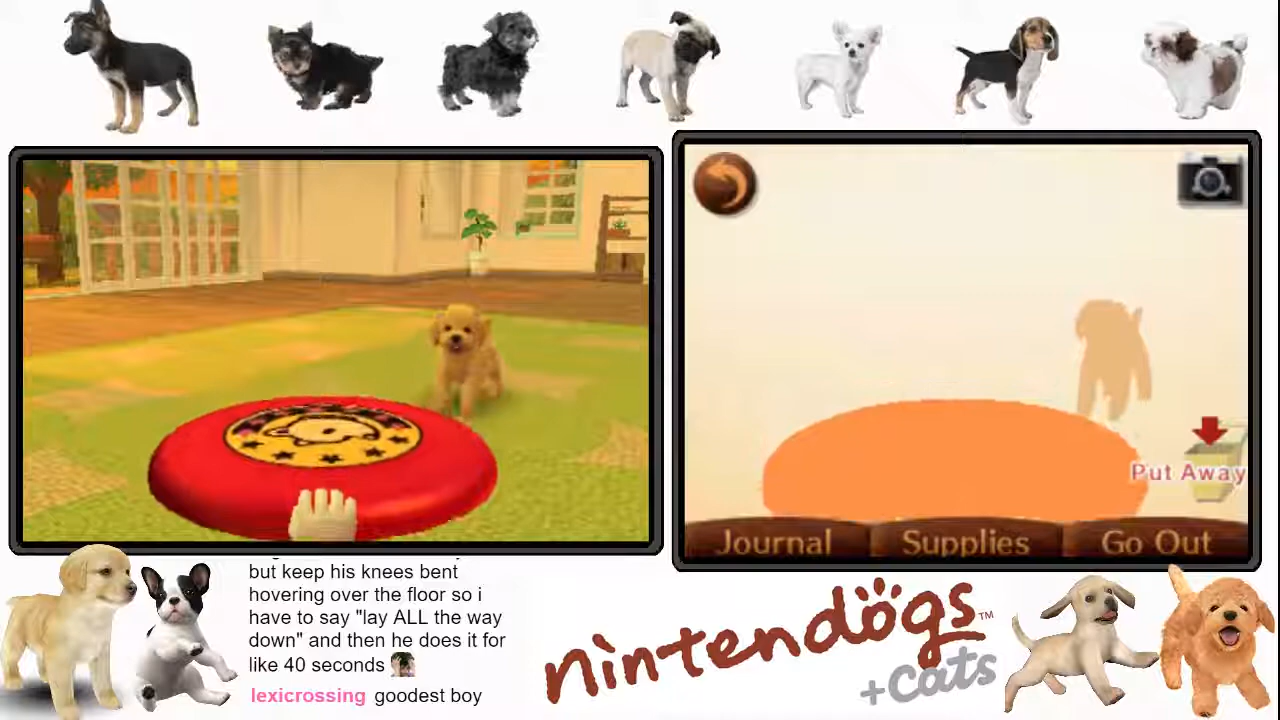 Put Away
Journal
Supplies
Go Out
but keep his knees bent
hovering over the floor so i
have to say "lay ALL the way
down" and then he does it for
like 40 seconds
lexicrossing goodest boy
nintendögs™
+cats